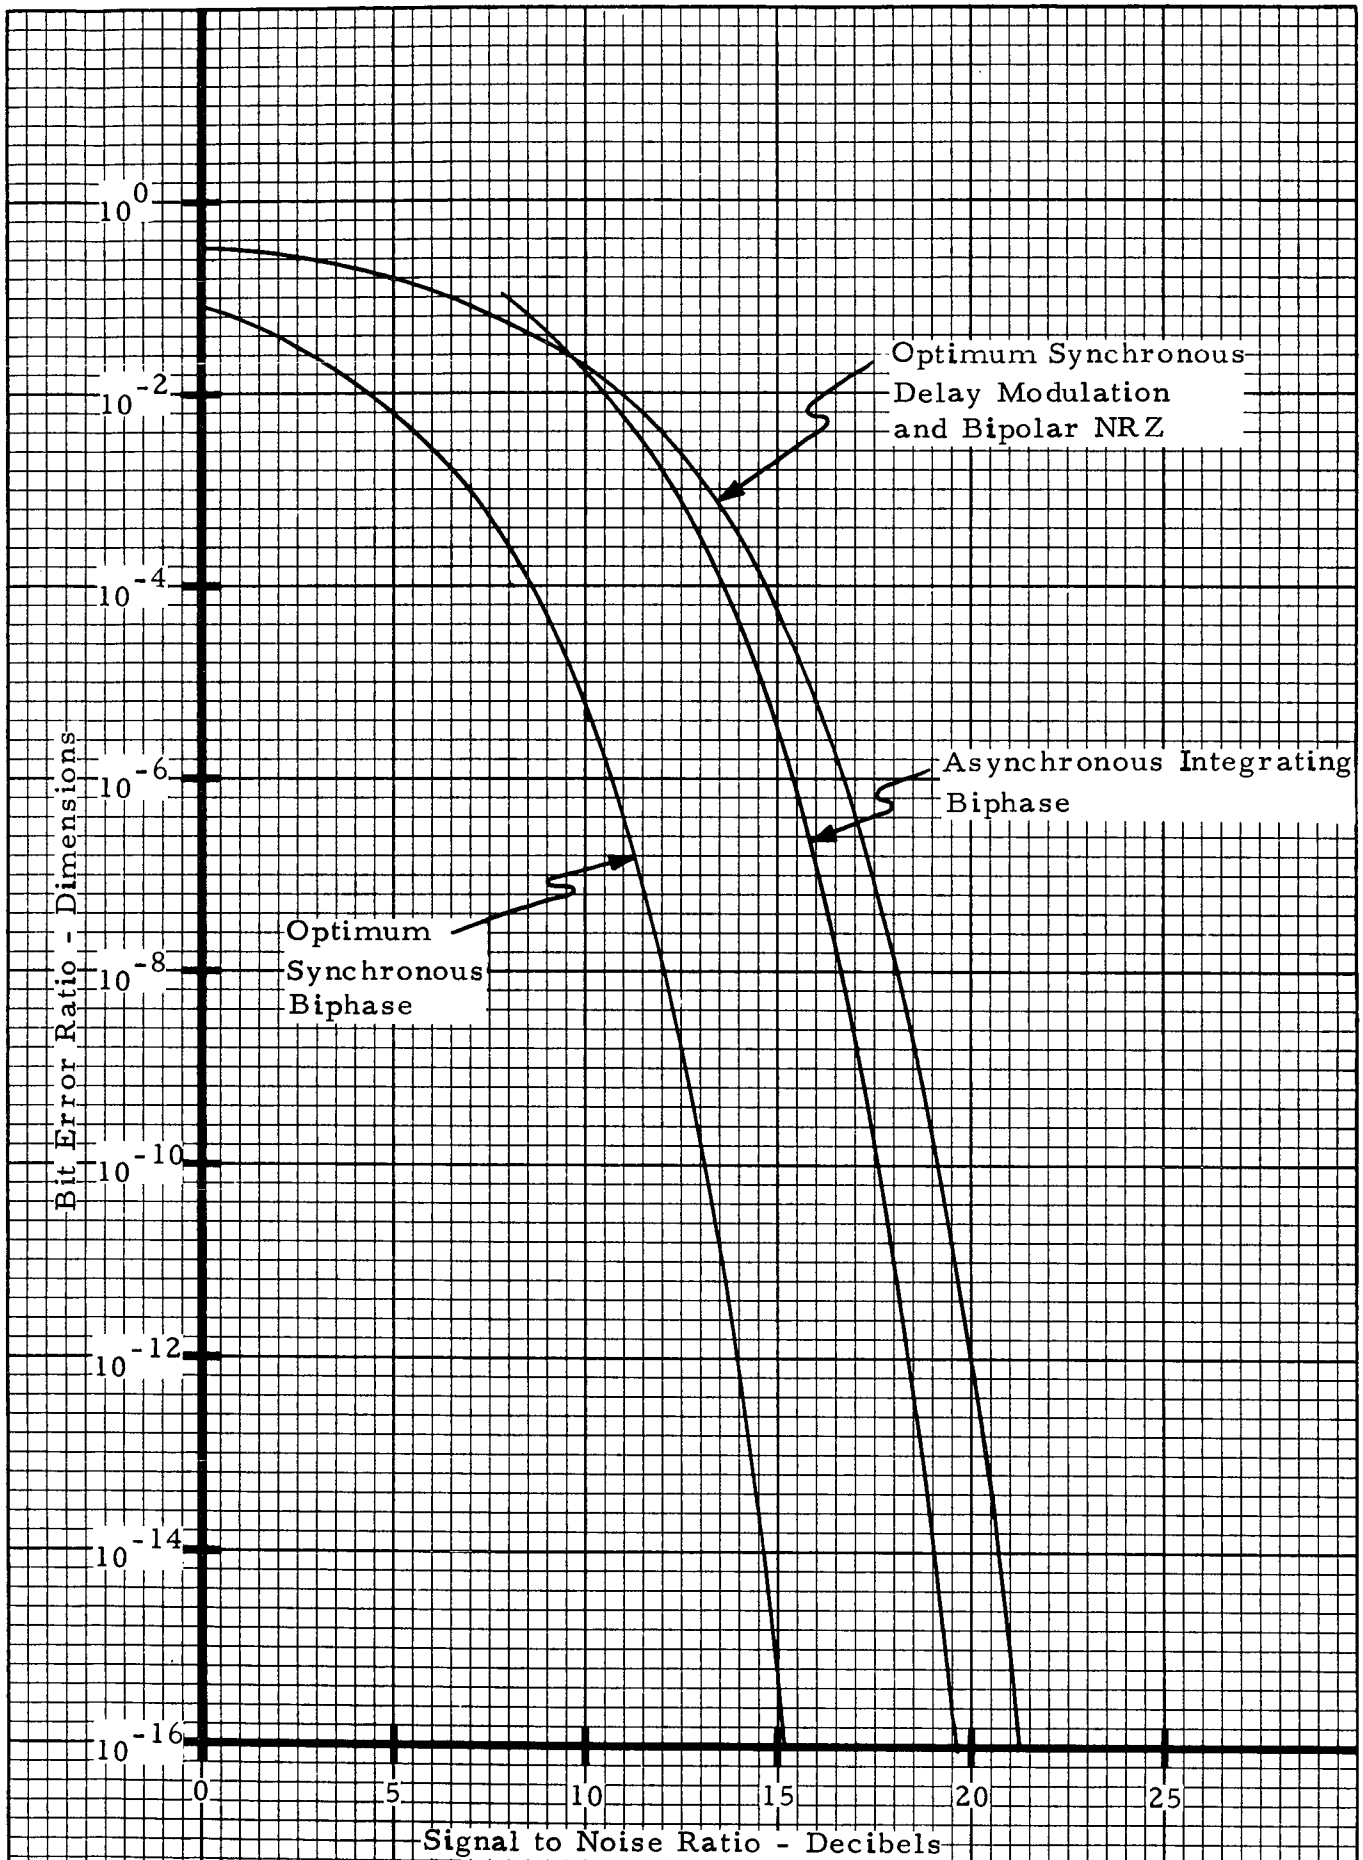 10^0
10^-2
10^-4
10^-6
10^-8
10^-10
10^-12
10^-14
10^-16
Bit Error Ratio - Dimensions
Optimum Synchronous
Delay Modulation
and Bipolar NRZ
Asynchronous Integrating
Biphase
Optimum
Synchronous
Biphase
0 5 10 15 20 25
Signal to Noise Ratio - Decibels